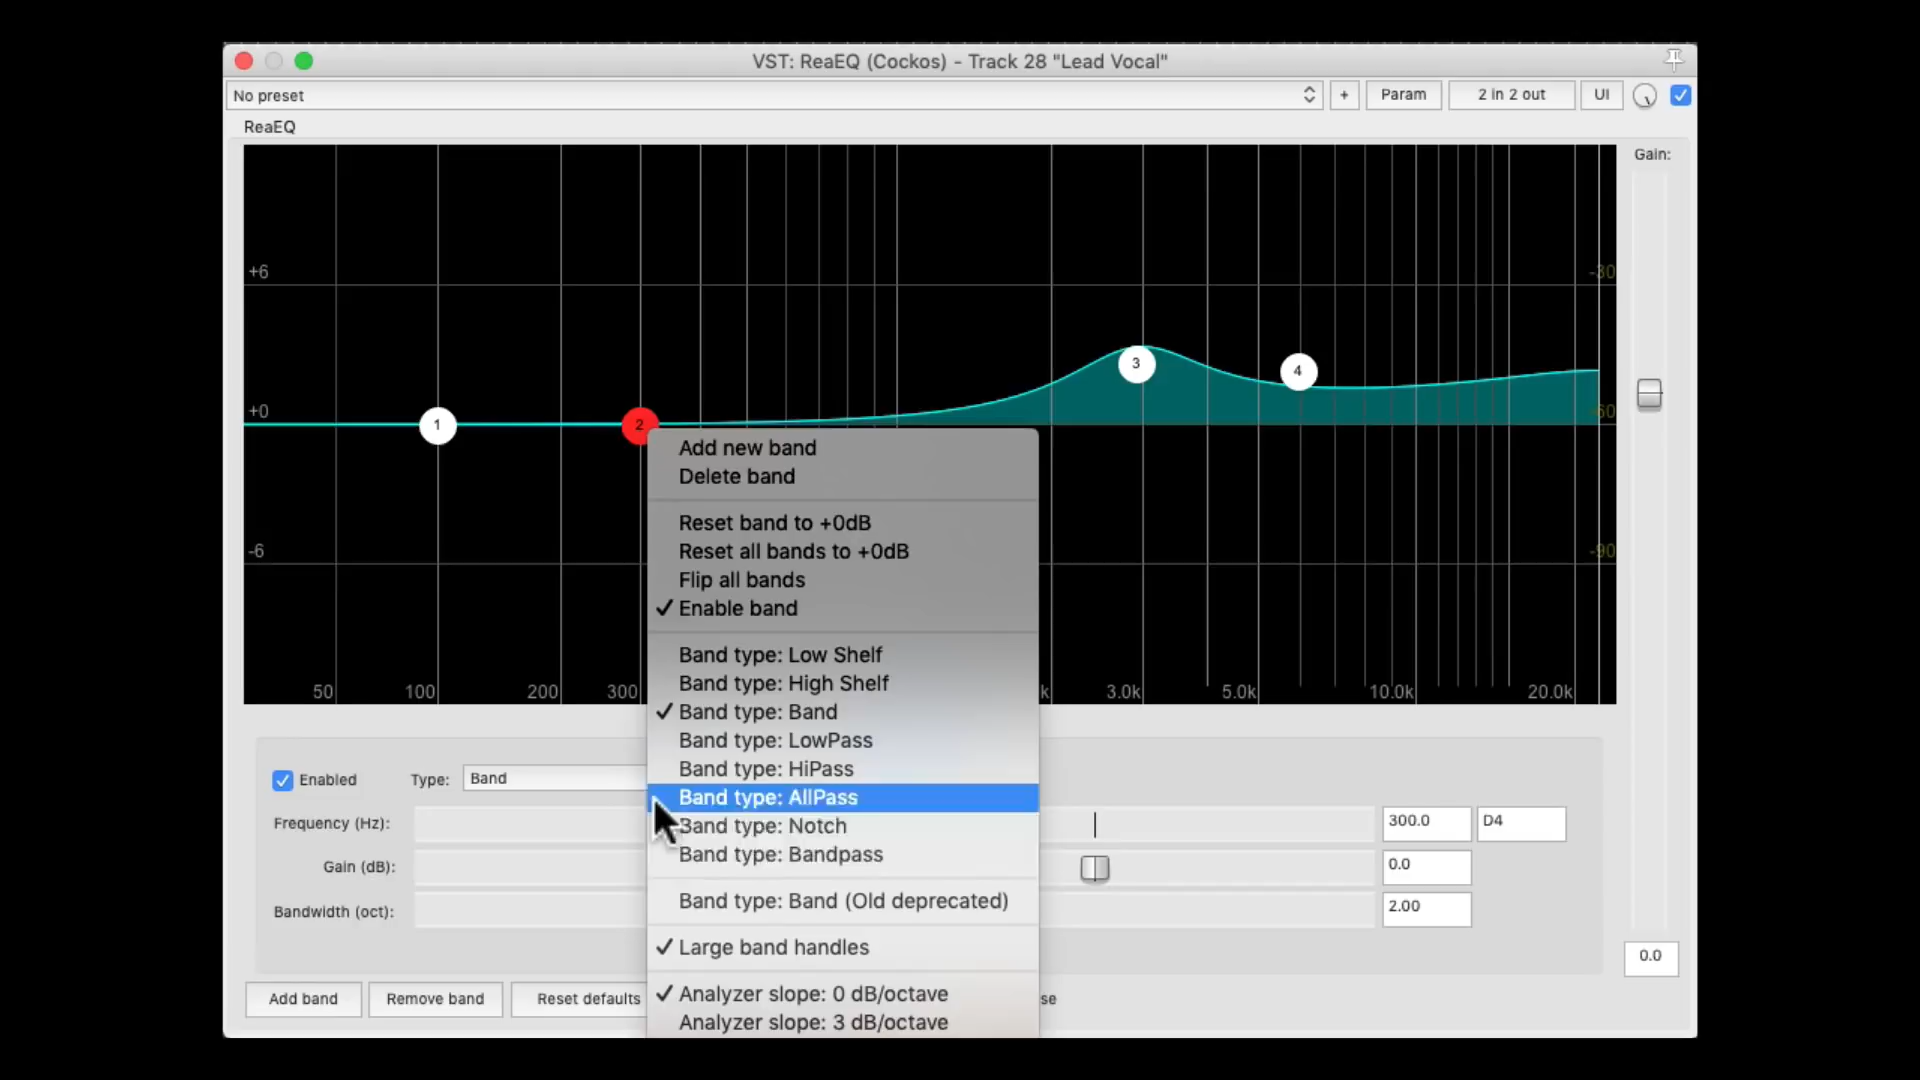 VST: ReaEQ (Cockos) - Track 28 "Lead Vocal"
No preset
+
Param
2 in 2 out
UI
ReaEQ
Gain:
+6
-30
3
4
+0
-60
1
2
Add new band
Delete band
Reset band to +0dB
Reset all bands to +0dB
-6
-90
Flip all bands
✓ Enable band
Band type: Low Shelf
Band type: High Shelf
50
100
200
300
k
3.0k
5.0k
10.0k
20.0k
✓ Band type: Band
Band type: LowPass
Band type: HiPass
Band type: AllPass
Band type: Notch
Band type: Bandpass
Band type: Band (Old deprecated)
✓ Large band handles
✓ Analyzer slope: 0 dB/octave
Analyzer slope: 3 dB/octave
Enabled
Type:
Band
Frequency (Hz):
300.0
D4
Gain (dB):
0.0
Bandwidth (oct):
2.00
0.0
Add band
Remove band
Reset defaults
se